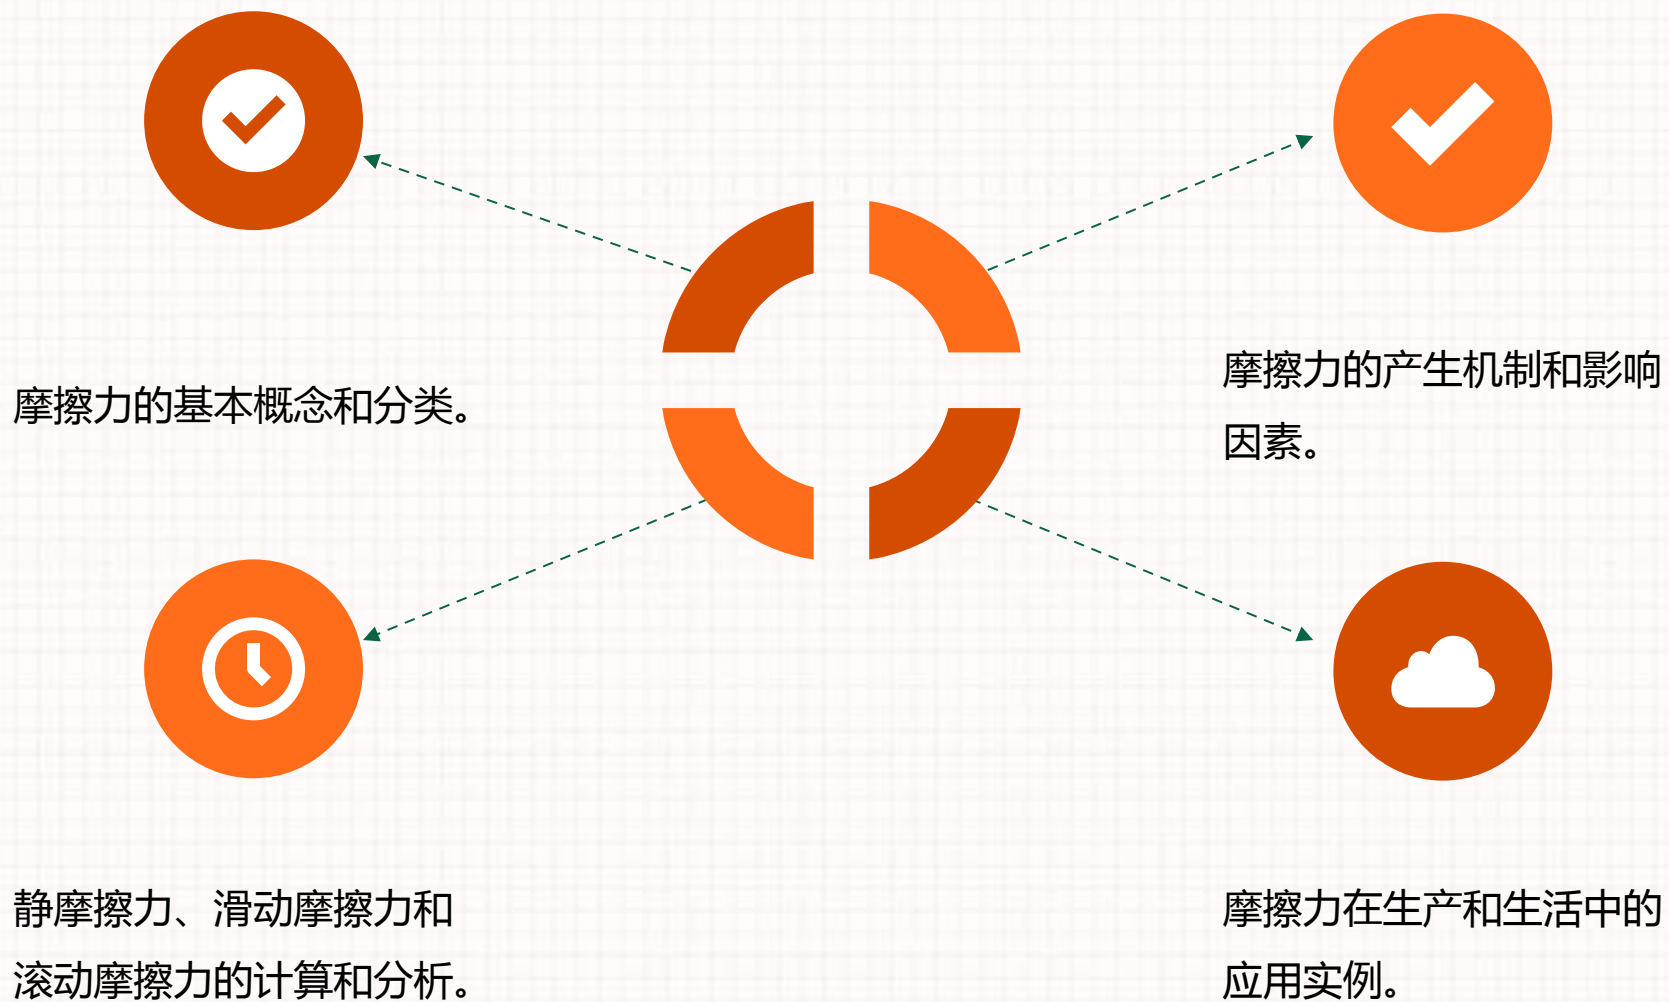 摩擦力的基本概念和分类。
摩擦力的产生机制和影响
因素。
静摩擦力、滑动摩擦力和
滚动摩擦力的计算和分析。
摩擦力在生产和生活中的
应用实例。